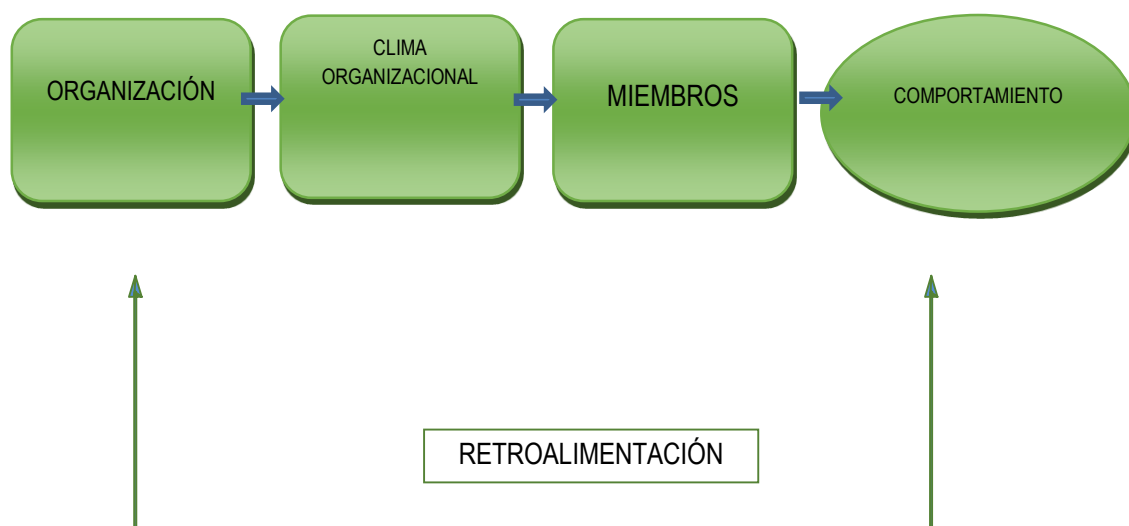 ORGANIZACIÓN
CLIMA
ORGANIZACIONAL
MIEMBROS
COMPORTAMIENTO
RETROALIMENTACIÓN